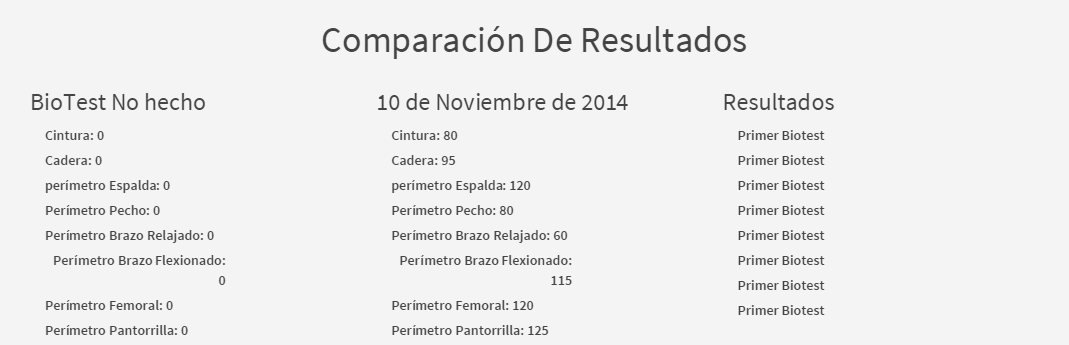 Comparación De Resultados
BioTest No hecho
Cintura: 0
Cadera: 0
perímetro Espalda: 0
Perímetro Pecho: 0
Perímetro Brazo Relajado: 0
Perímetro Brazo Flexionado:
0
Perímetro Femoral: 0
Perímetro Pantorrilla: 0
10 de Noviembre de 2014
Cintura: 80
Cadera: 95
perímetro Espalda: 120
Perímetro Pecho: 80
Perímetro Brazo Relajado: 60
Perímetro Brazo Flexionado:
115
Perímetro Femoral: 120
Perímetro Pantorrilla: 125
Resultados
Primer Biotest
Primer Biotest
Primer Biotest
Primer Biotest
Primer Biotest
Primer Biotest
Primer Biotest
Primer Biotest